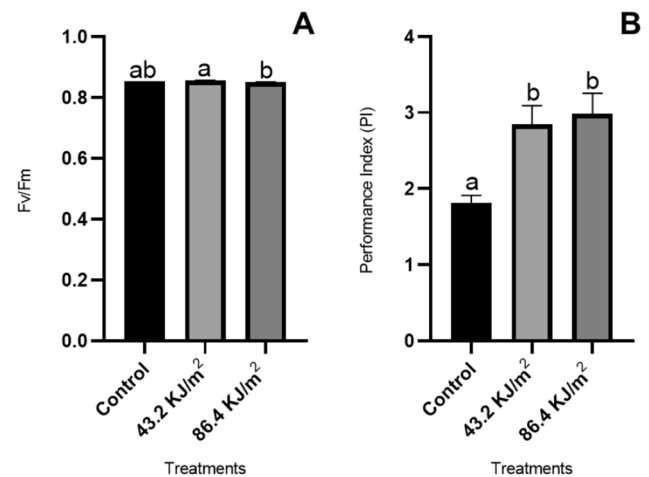 A
1.0
0.8
0.6
0.4
0.2
0.0
Fv/Fm
ab
a
b
Control
43.2 KJ/m²
86.4 KJ/m²
Treatments
B
4
3
2
1
0
Performance Index (PI)
a
b
b
Control
43.2 KJ/m²
86.4 KJ/m²
Treatments